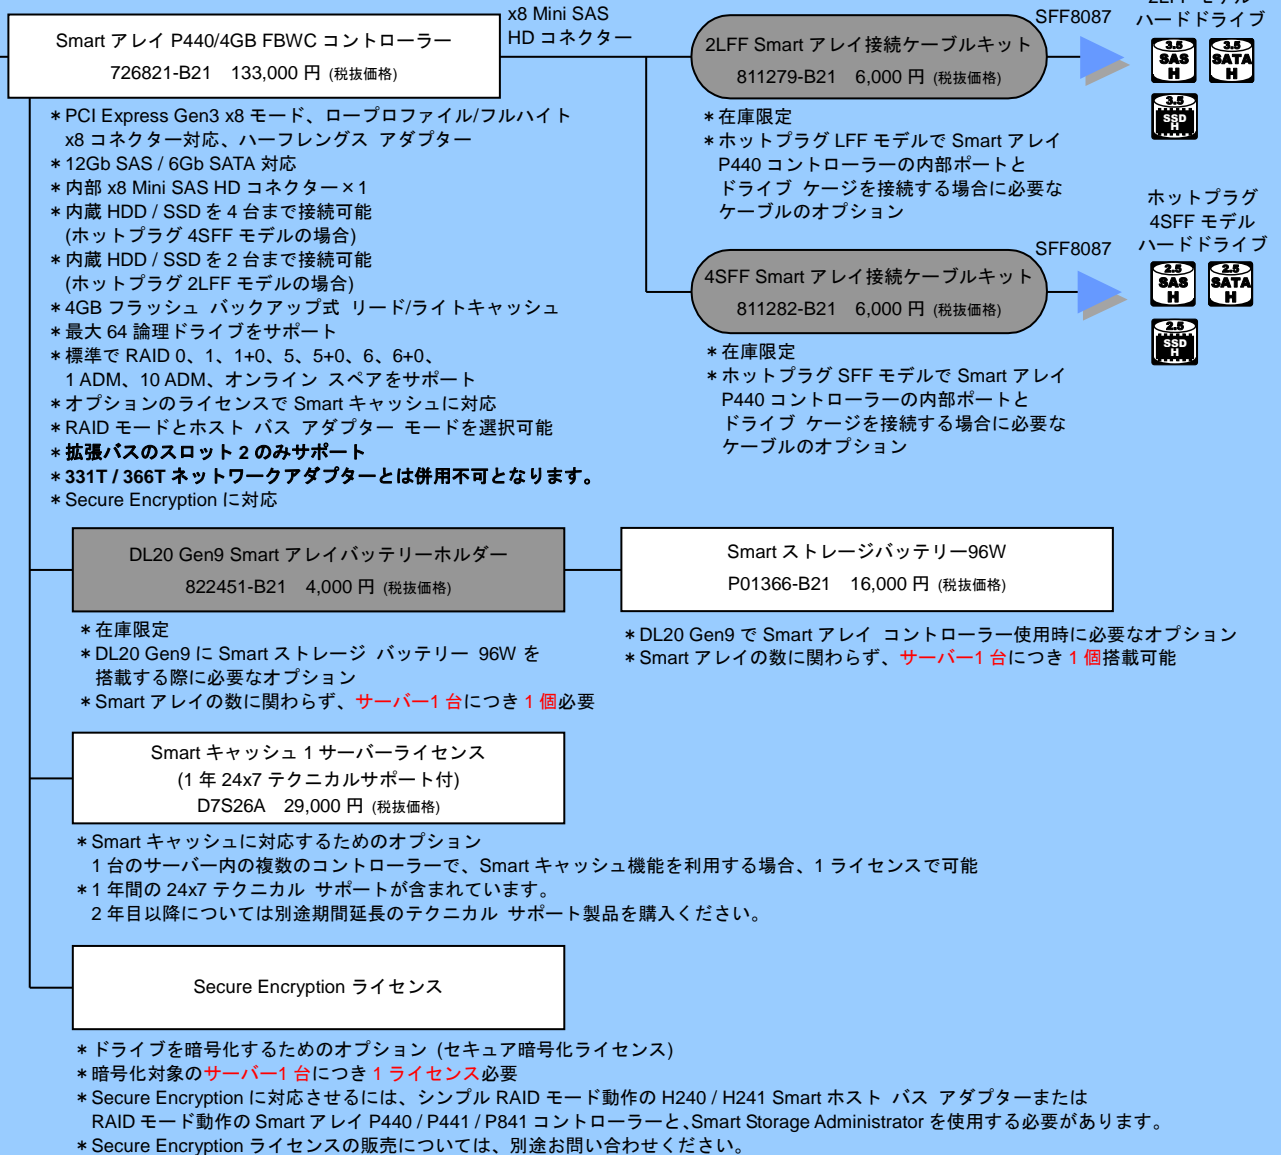 Smart アレイ P440/4GB FBWC コントローラー
726821-B21 133,000 円 (税抜価格)
x8 Mini SAS
HD コネクター
2LFF Smart アレイ接続ケーブルキット
811279-B21 6,000 円 (税抜価格)
SFF8087
2LFF モデル
ハードドライブ
3.5
SAS
H
3.5
SATA
H
3.5
SSD
H
*PCI Express Gen3 x8 モード、ロープロファイル/フルハイト
x8 コネクター対応、ハーフレングス アダプター
*12Gb SAS / 6Gb SATA 対応
*内部 x8 Mini SAS HD コネクター×1
*内蔵 HDD / SSD を 4 台まで接続可能
(ホットプラグ 4SFF モデルの場合)
*内蔵 HDD / SSD を 2 台まで接続可能
(ホットプラグ 2LFF モデルの場合)
*4GB フラッシュ バックアップ式 リード/ライトキャッシュ
*最大 64 論理ドライブをサポート
*標準で RAID 0、1、1+0、5、5+0、6、6+0、
1 ADM、10 ADM、オンライン スペアをサポート
*オプションのライセンスで Smart キャッシュに対応
*RAID モードとホスト バス アダプター モードを選択可能
*拡張バスのスロット 2 のみサポート
*331T / 366T ネットワークアダプターとは併用不可となります。
*Secure Encryption に対応
*在庫限定
*ホットプラグ LFF モデルで Smart アレイ
P440 コントローラーの内部ポートと
ドライブ ケージを接続する場合に必要な
ケーブルのオプション
4SFF Smart アレイ接続ケーブルキット
811282-B21 6,000 円 (税抜価格)
SFF8087
ホットプラグ
4SFF モデル
ハードドライブ
2.5
SAS
H
2.5
SATA
H
2.5
SSD
H
*在庫限定
*ホットプラグ SFF モデルで Smart アレイ
P440 コントローラーの内部ポートと
ドライブ ケージを接続する場合に必要な
ケーブルのオプション
DL20 Gen9 Smart アレイバッテリーホルダー
822451-B21 4,000 円 (税抜価格)
*在庫限定
*DL20 Gen9 に Smart ストレージ バッテリー 96W を
搭載する際に必要なオプション
*Smart アレイの数に関わらず、サーバー1 台につき 1 個必要
Smart ストレージバッテリー96W
P01366-B21 16,000 円 (税抜価格)
*DL20 Gen9 で Smart アレイ コントローラー使用時に必要なオプション
*Smart アレイの数に関わらず、サーバー1 台につき 1 個搭載可能
Smart キャッシュ 1 サーバーライセンス
(1 年 24x7 テクニカルサポート付)
D7S26A 29,000 円 (税抜価格)
*Smart キャッシュに対応するためのオプション
1 台のサーバー内の複数のコントローラーで、Smart キャッシュ機能を利用する場合、1 ライセンスで可能
*1 年間の 24x7 テクニカル サポートが含まれています。
2 年目以降については別途期間延長のテクニカル サポート製品を購入ください。
Secure Encryption ライセンス
*ドライブを暗号化するためのオプション (セキュア暗号化ライセンス)
*暗号化対象のサーバー1 台につき 1 ライセンス必要
*Secure Encryption に対応させるには、シンプル RAID モード動作の H240 / H241 Smart ホスト バス アダプターまたは
RAID モード動作の Smart アレイ P440 / P441 / P841 コントローラーと、Smart Storage Administrator を使用する必要があります。
*Secure Encryption ライセンスの販売については、別途お問い合わせください。